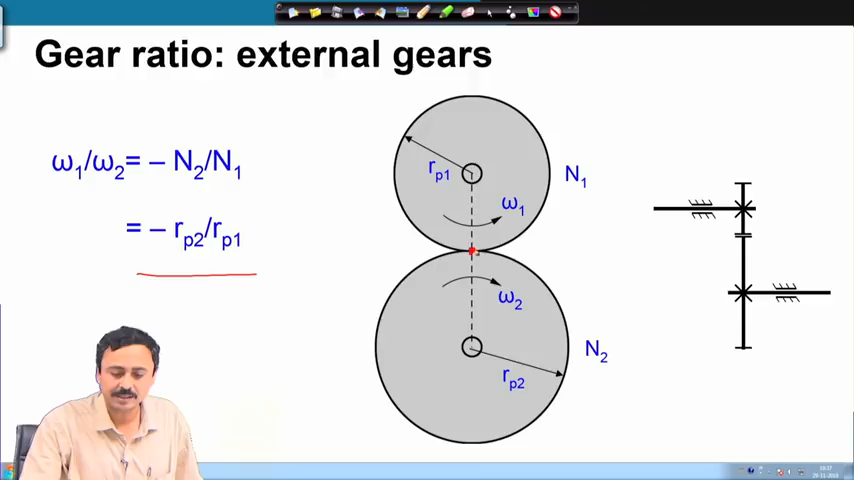 Gear ratio: external gears
ω1/ω2= – N2/N1
= – rp2/rp1
rp1
N1
ω1
ω2
N2
rp2